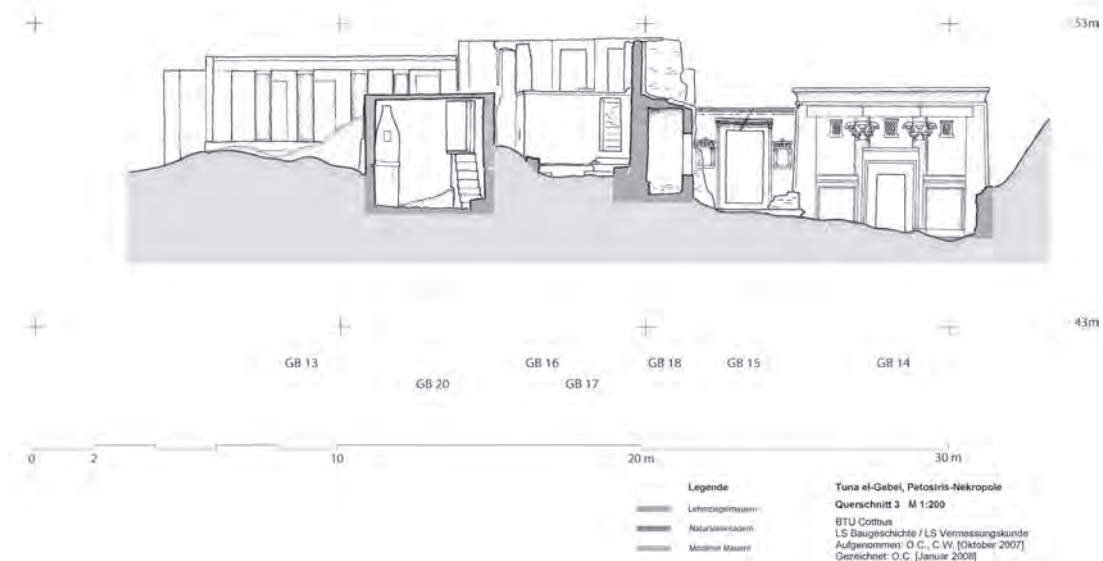 53m
43m
GB 13
GB 16
GB 18
GB 15
GB 14
GB 20
GB 17
0
2
10
20 m
30 m
Legende
Lehmziegelmauern
Natursteinmauern
Moderne Mauern
Tuna el-Gebel, Petosiris-Nekropole
Querschnitt 3 M 1:200
BTU Cottbus
LS Baugeschichte / LS Vermessungskunde
Aufgenommen: O.C., C.W. [Oktober 2007]
Gezeichnet: O.C. [Januar 2008]